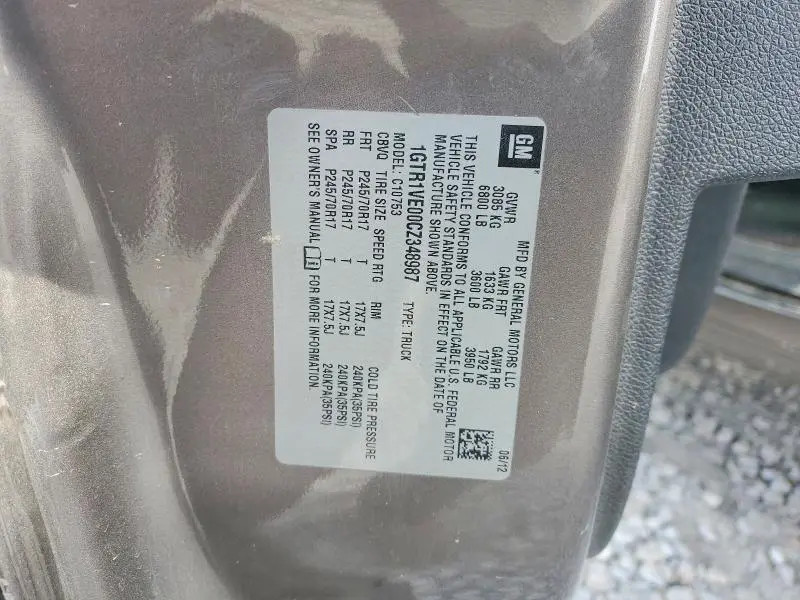 GM®
MFD BY GENERAL MOTORS LLC 06/12
GVWR GAWR FRT GAWR RR
3085 KG 1633 KG 1792 KG
6800 LB 3600 LB 3950 LB
THIS VEHICLE CONFORMS TO ALL APPLICABLE U.S. FEDERAL MOTOR
VEHICLE SAFETY STANDARDS IN EFFECT ON THE DATE OF
MANUFACTURE SHOWN ABOVE.
1GTR1VE00CZ348987 TYPE: TRUCK
MODEL: C10753
CBVQ TIRE SIZE SPEED RTG RIM COLD TIRE PRESSURE
FRT P245/70R17 T 17X7.5J 240KPA(35PSI)
RR P245/70R17 T 17X7.5J 240KPA(35PSI)
SPA P245/70R17 T 17X7.5J 240KPA(35PSI)
SEE OWNER'S MANUAL FOR MORE INFORMATION.